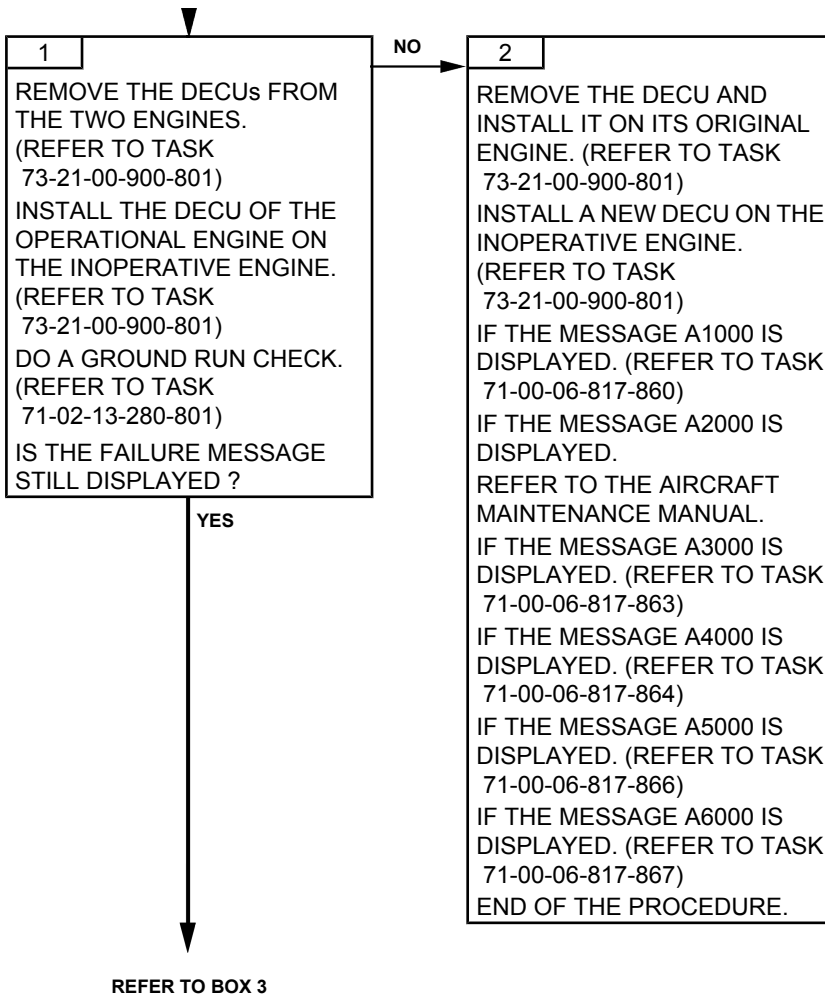 1
REMOVE THE DECUs FROM
THE TWO ENGINES.
(REFER TO TASK
73-21-00-900-801)
INSTALL THE DECU OF THE
OPERATIONAL ENGINE ON
THE INOPERATIVE ENGINE.
(REFER TO TASK
73-21-00-900-801)
DO A GROUND RUN CHECK.
(REFER TO TASK
71-02-13-280-801)
IS THE FAILURE MESSAGE
STILL DISPLAYED ?
NO
YES
REFER TO BOX 3
2
REMOVE THE DECU AND
INSTALL IT ON ITS ORIGINAL
ENGINE. (REFER TO TASK
73-21-00-900-801)
INSTALL A NEW DECU ON THE
INOPERATIVE ENGINE.
(REFER TO TASK
73-21-00-900-801)
IF THE MESSAGE A1000 IS
DISPLAYED. (REFER TO TASK
71-00-06-817-860)
IF THE MESSAGE A2000 IS
DISPLAYED.
REFER TO THE AIRCRAFT
MAINTENANCE MANUAL.
IF THE MESSAGE A3000 IS
DISPLAYED. (REFER TO TASK
71-00-06-817-863)
IF THE MESSAGE A4000 IS
DISPLAYED. (REFER TO TASK
71-00-06-817-864)
IF THE MESSAGE A5000 IS
DISPLAYED. (REFER TO TASK
71-00-06-817-866)
IF THE MESSAGE A6000 IS
DISPLAYED. (REFER TO TASK
71-00-06-817-867)
END OF THE PROCEDURE.